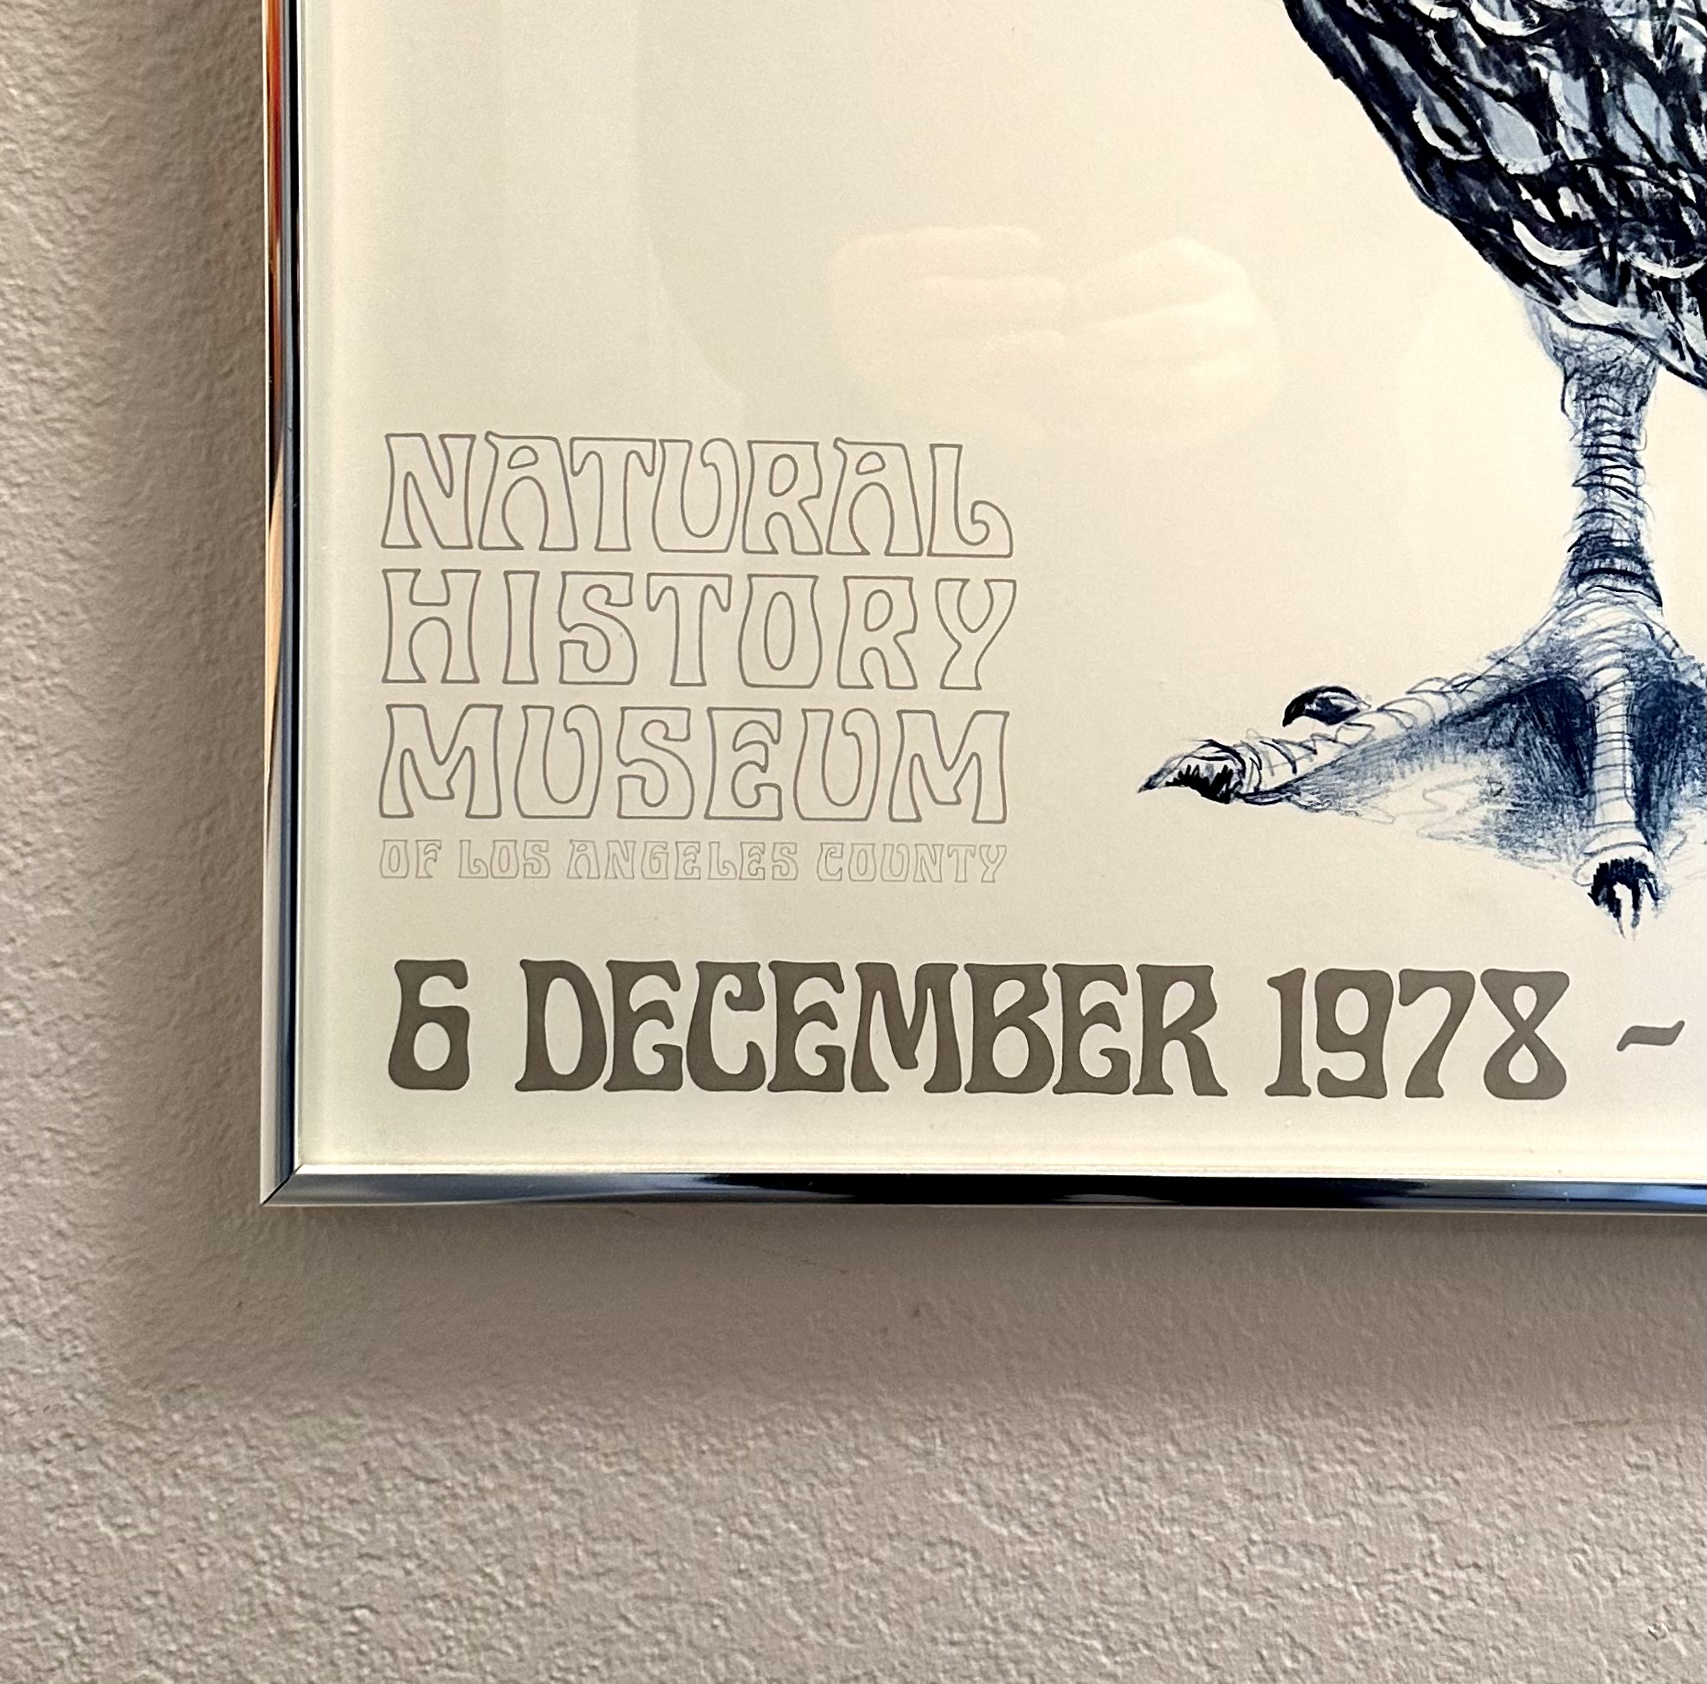 NATURAL
HISTORY
MUSEUM
OF LOS ANGELES COUNTY
6 DECEMBER 1978 ~